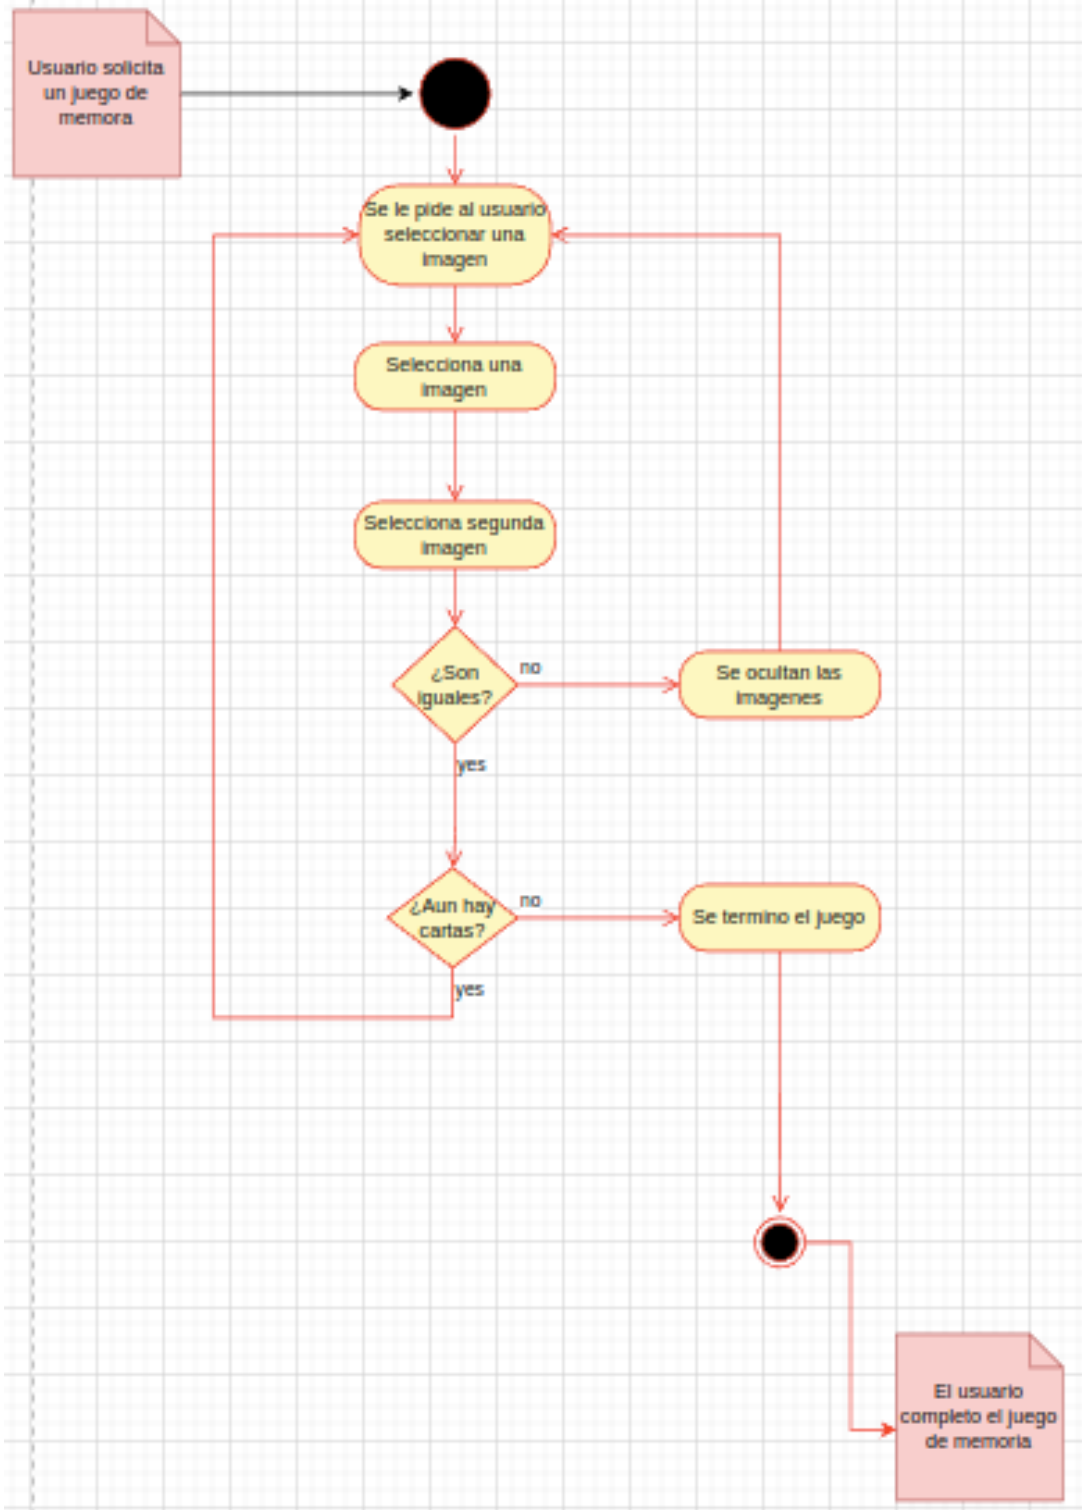 Usuario solicita
un juego de
memora
Se le pide al usuario
seleccionar una
imagen
Selecciona una
imagen
Selecciona segunda
imagen
¿Son
iguales?
no
Se ocultan las
imagenes
yes
¿Aun hay
cartas?
no
Se termino el juego
yes
El usuario
completo el juego
de memoria